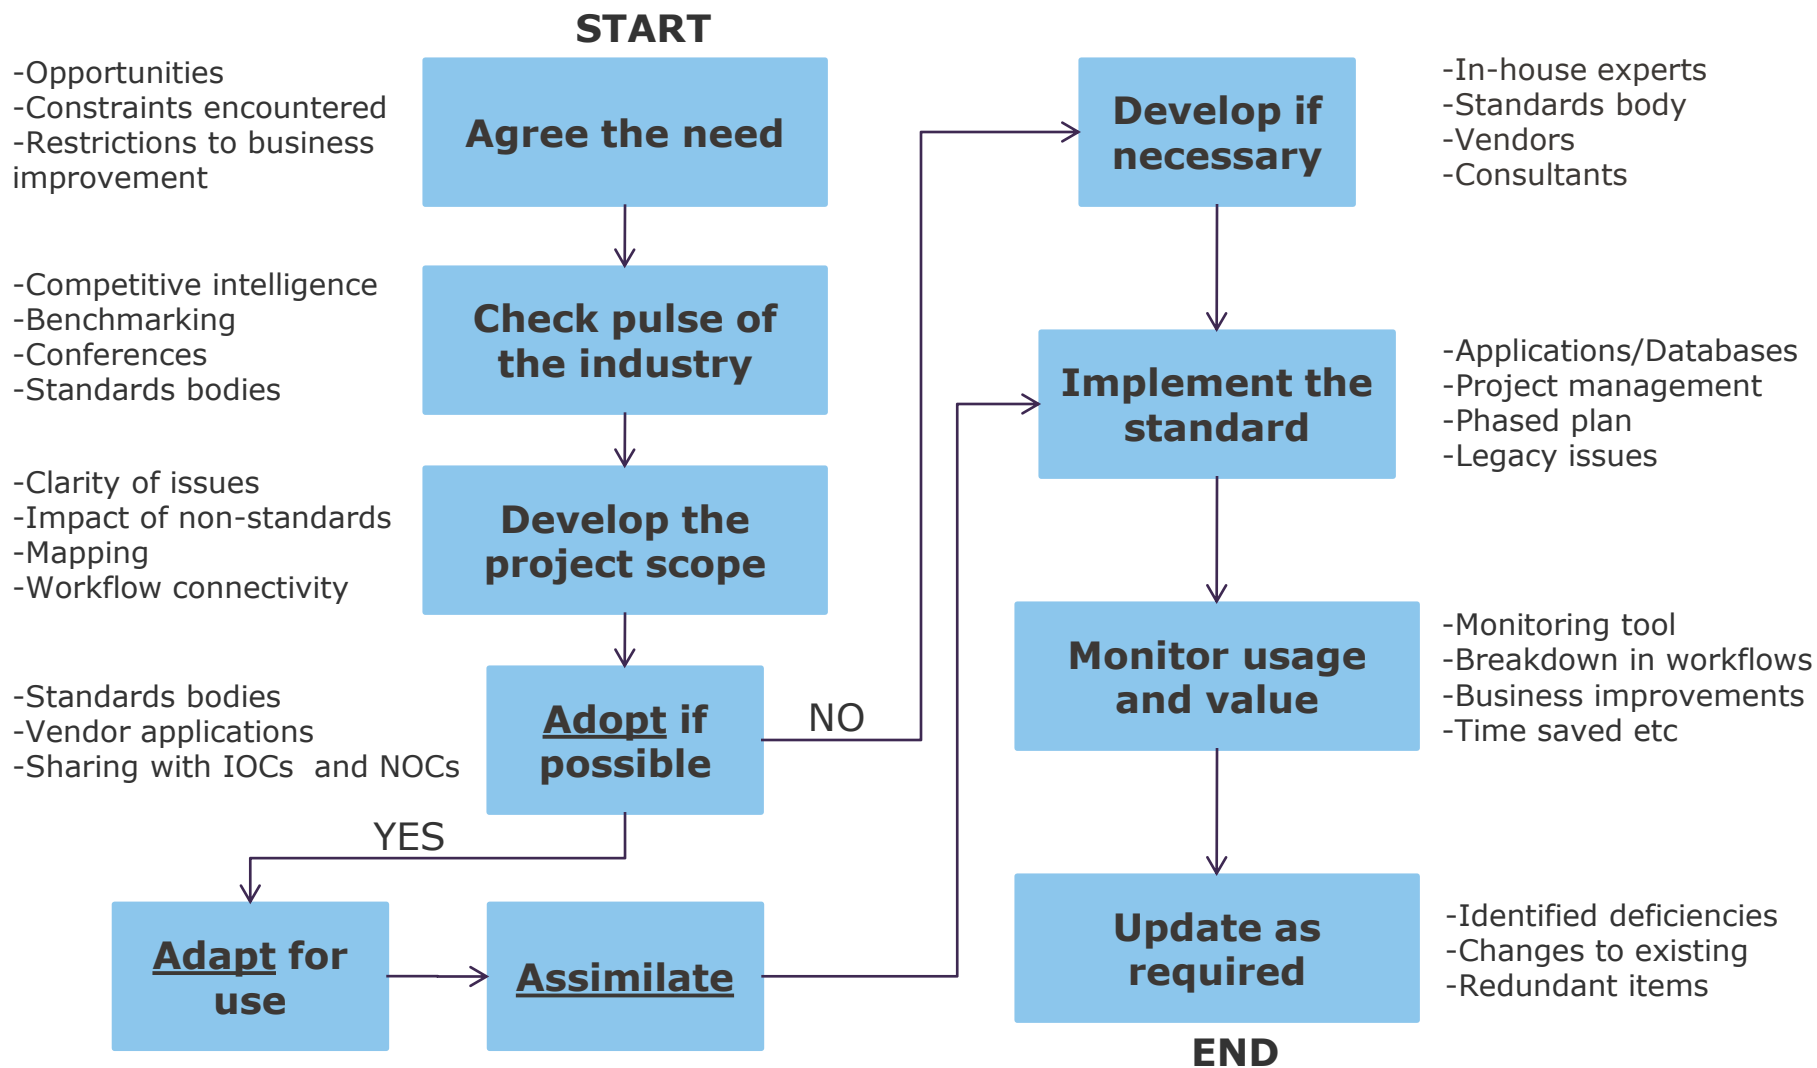 START
-Opportunities
-Constraints encountered
-Restrictions to business
improvement
Agree the need
-Competitive intelligence
-Benchmarking
-Conferences
-Standards bodies
Check pulse of
the industry
-Clarity of issues
-Impact of non-standards
-Mapping
-Workflow connectivity
Develop the
project scope
-Standards bodies
-Vendor applications
-Sharing with IOCs  and NOCs
Adopt if
possible
NO
YES
Adapt for
use
Assimilate
Develop if
necessary
-In-house experts
-Standards body
-Vendors
-Consultants
Implement the
standard
-Applications/Databases
-Project management
-Phased plan
-Legacy issues
Monitor usage
and value
-Monitoring tool
-Breakdown in workflows
-Business improvements
-Time saved etc
Update as
required
-Identified deficiencies
-Changes to existing
-Redundant items
END